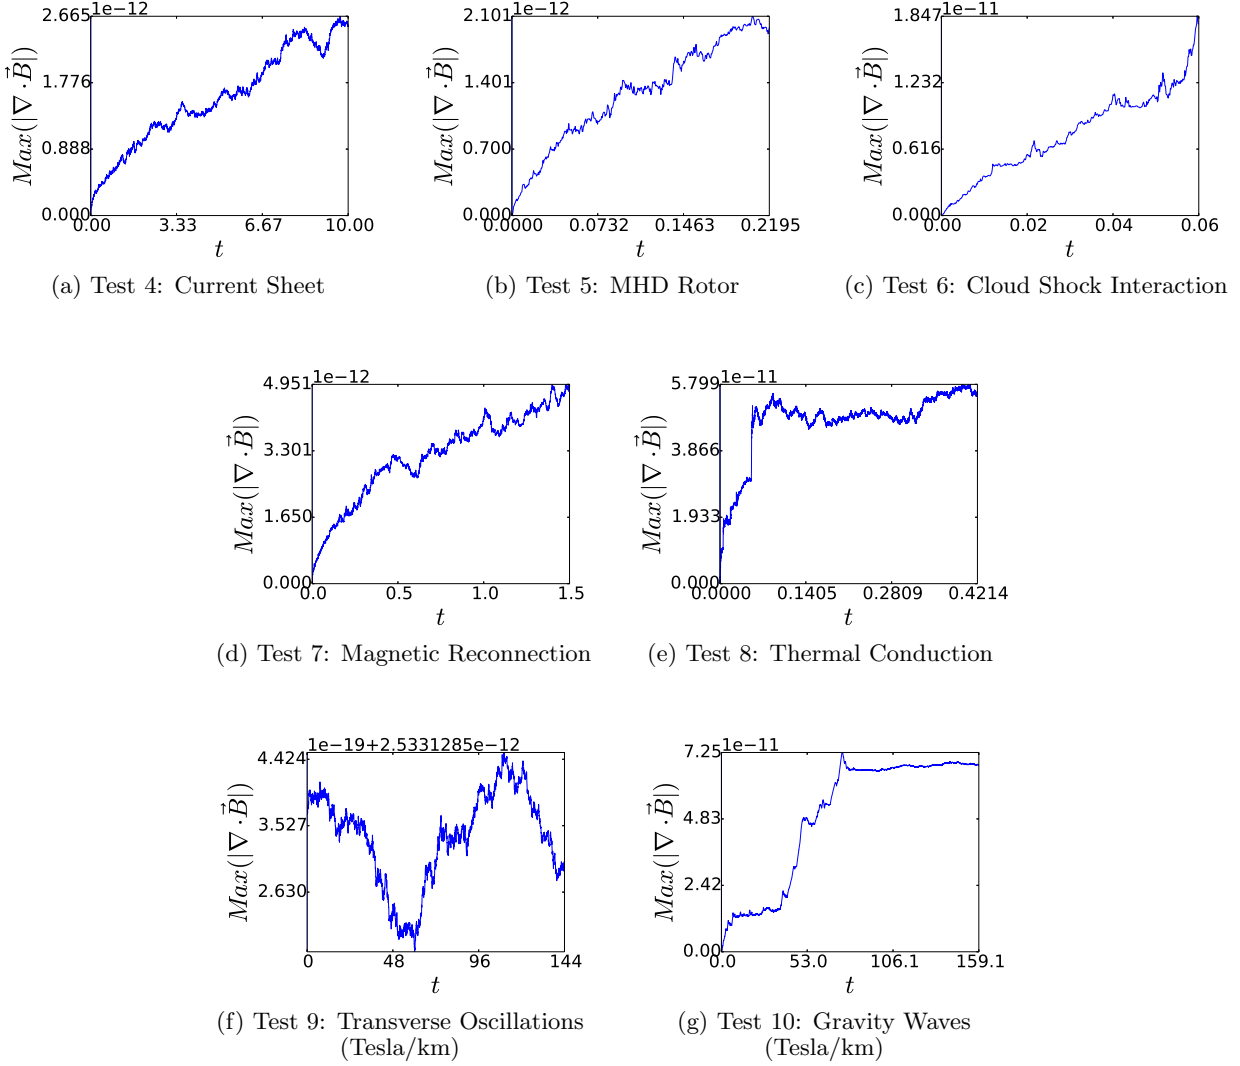 1e−12
2.665
1.776
0.888
0.000
Max(|∇ · B⃗|)
0.00 3.33 6.67 10.00
t
(a) Test 4: Current Sheet
1e−12
2.101
1.401
0.700
0.000
Max(|∇ · B⃗|)
0.0000 0.0732 0.1463 0.2195
t
(b) Test 5: MHD Rotor
1e−11
1.847
1.232
0.616
0.000
Max(|∇ · B⃗|)
0.00 0.02 0.04 0.06
t
(c) Test 6: Cloud Shock Interaction
1e−12
4.951
3.301
1.650
0.000
Max(|∇ · B⃗|)
0.0 0.5 1.0 1.5
t
(d) Test 7: Magnetic Reconnection
1e−11
5.799
3.866
1.933
0.000
Max(|∇ · B⃗|)
0.0000 0.1405 0.2809 0.4214
t
(e) Test 8: Thermal Conduction
1e−19+2.5331285e−12
4.424
3.527
2.630
Max(|∇ · B⃗|)
0 48 96 144
t
(f) Test 9: Transverse Oscillations
(Tesla/km)
1e−11
7.25
4.83
2.42
0.00
Max(|∇ · B⃗|)
0.0 53.0 106.1 159.1
t
(g) Test 10: Gravity Waves
(Tesla/km)